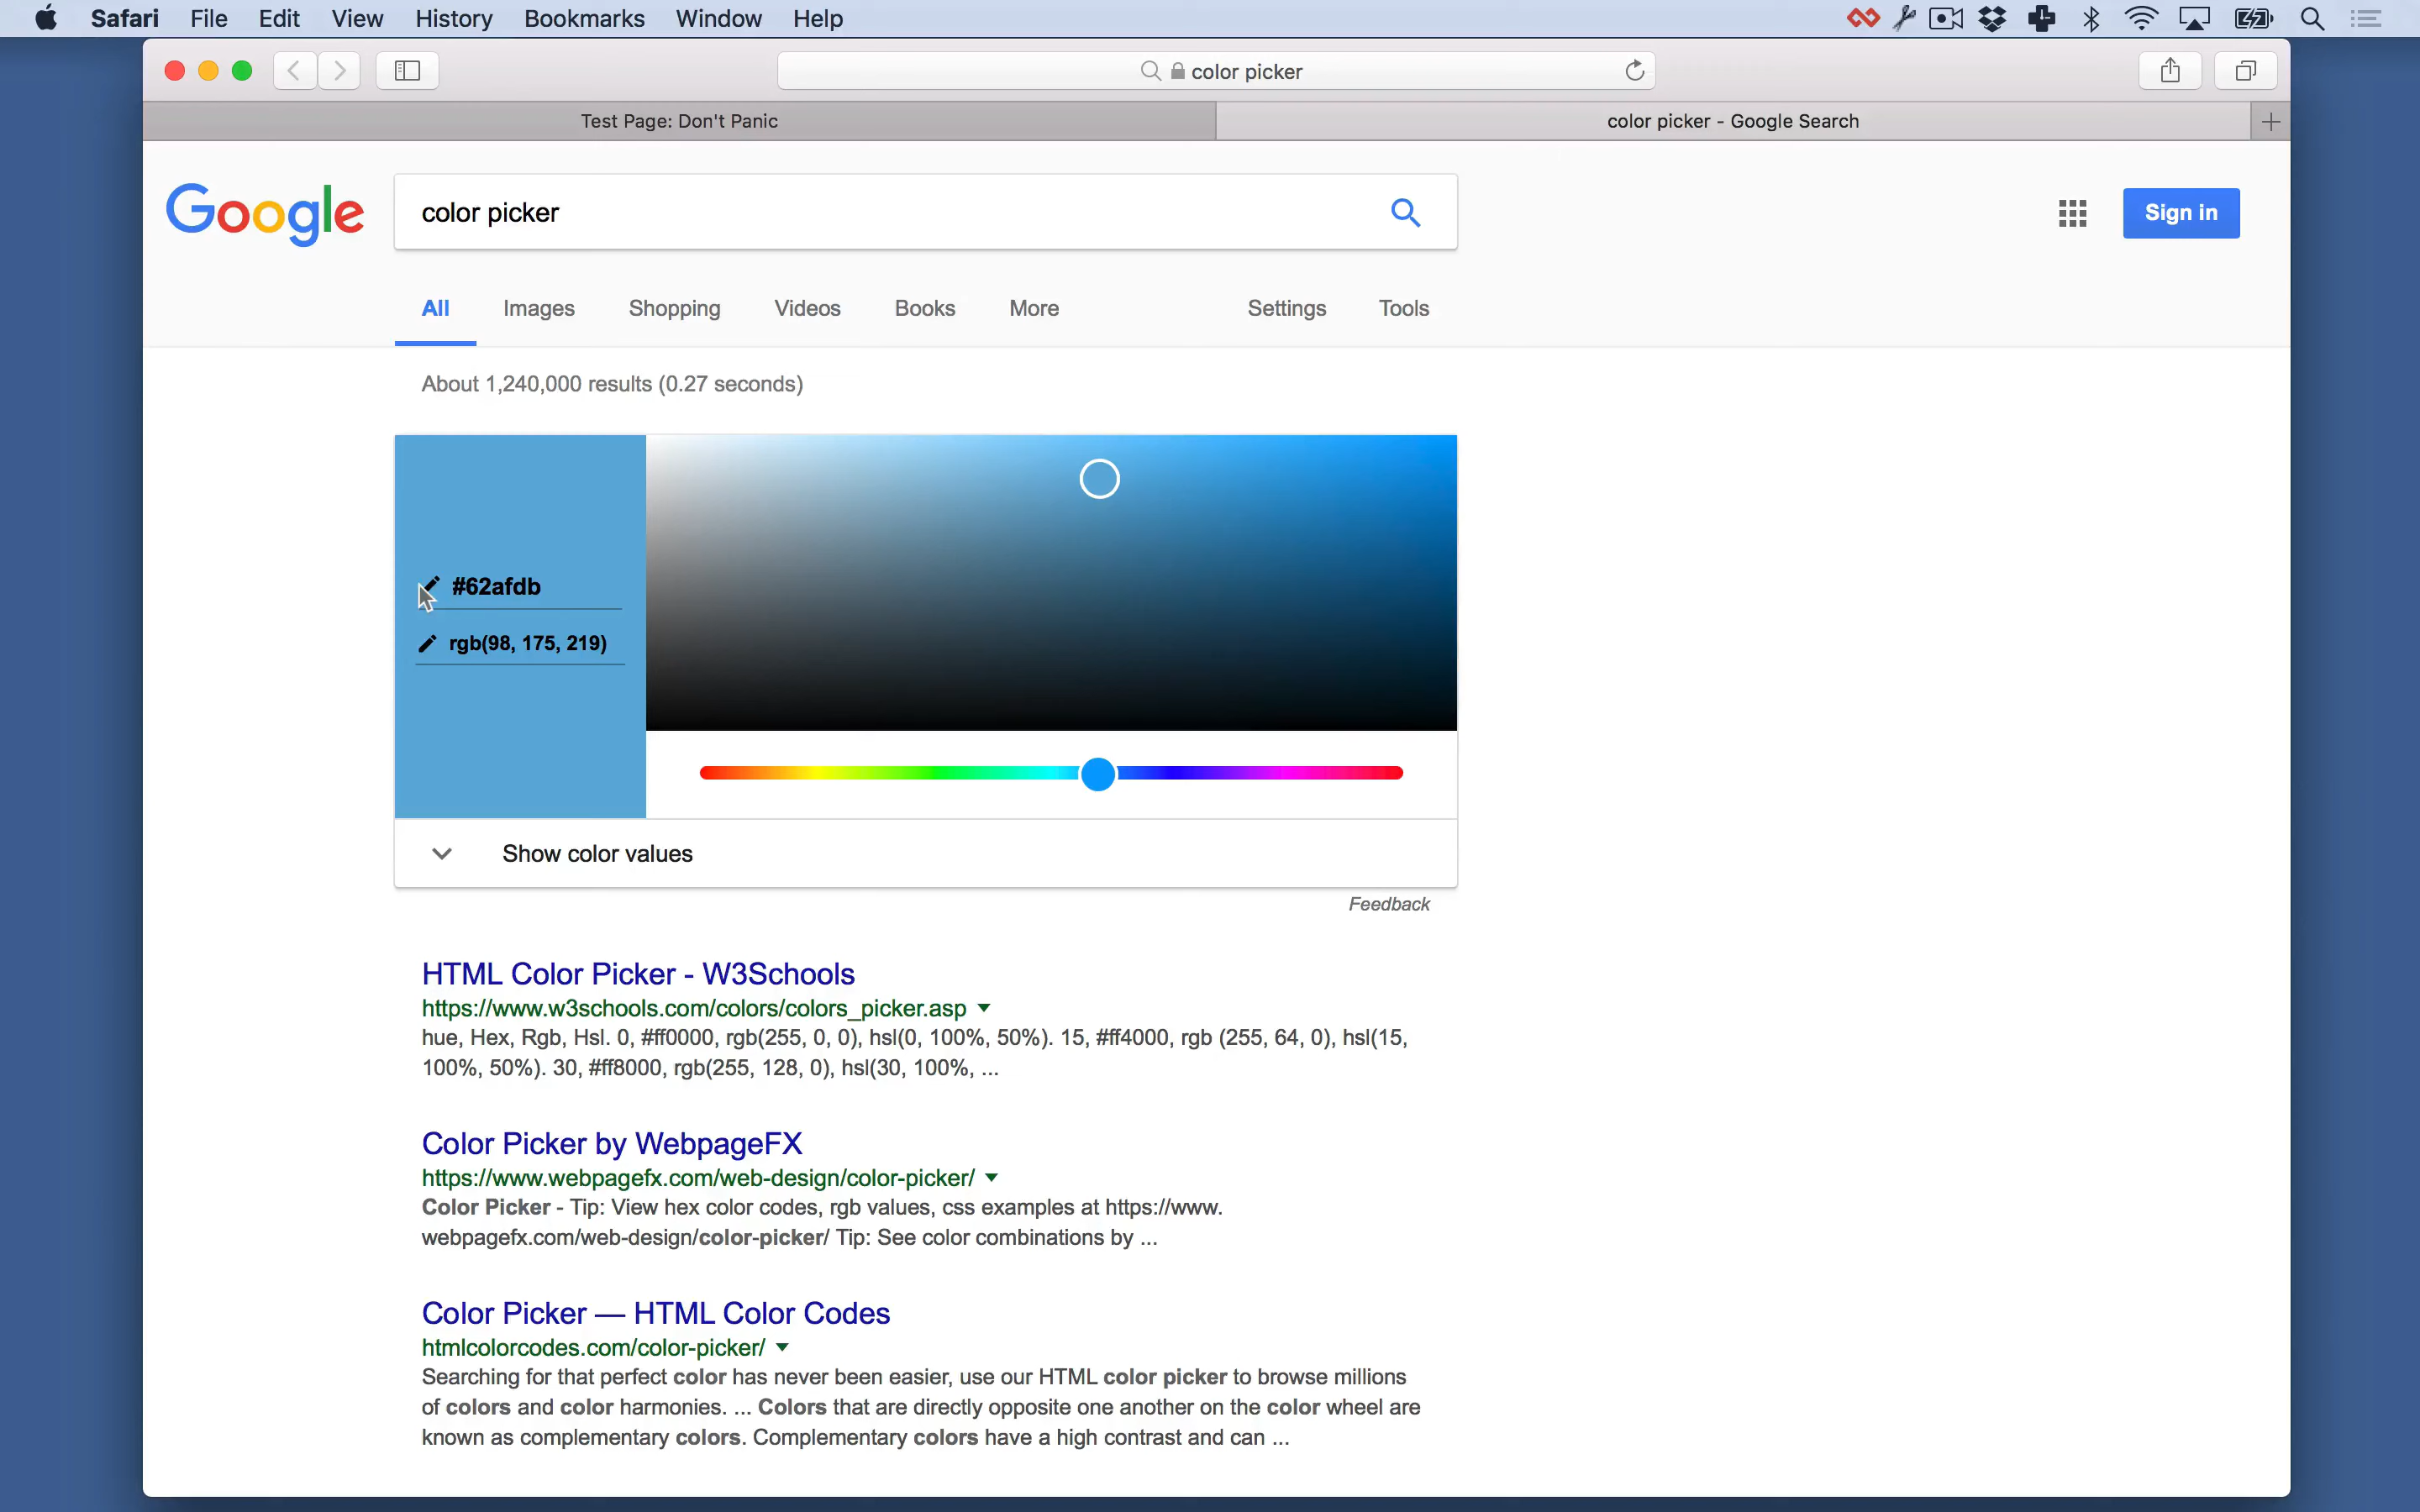 Safari File Edit View History Bookmarks Window Help
color picker
Test Page: Don't Panic
color picker - Google Search
Google
color picker
Sign in
All Images Shopping Videos Books More Settings Tools
About 1,240,000 results (0.27 seconds)
#62afdb
rgb(98, 175, 219)
Show color values
Feedback
HTML Color Picker - W3Schools
https://www.w3schools.com/colors/colors_picker.asp
hue, Hex, Rgb, Hsl. 0, #ff0000, rgb(255, 0, 0), hsl(0, 100%, 50%). 15, #ff4000, rgb (255, 64, 0), hsl(15,
100%, 50%). 30, #ff8000, rgb(255, 128, 0), hsl(30, 100%, ...
Color Picker by WebpageFX
https://www.webpagefx.com/web-design/color-picker/
Color Picker - Tip: View hex color codes, rgb values, css examples at https://www.
webpagefx.com/web-design/color-picker/ Tip: See color combinations by ...
Color Picker — HTML Color Codes
htmlcolorcodes.com/color-picker/
Searching for that perfect color has never been easier, use our HTML color picker to browse millions
of colors and color harmonies. ... Colors that are directly opposite one another on the color wheel are
known as complementary colors. Complementary colors have a high contrast and can ...